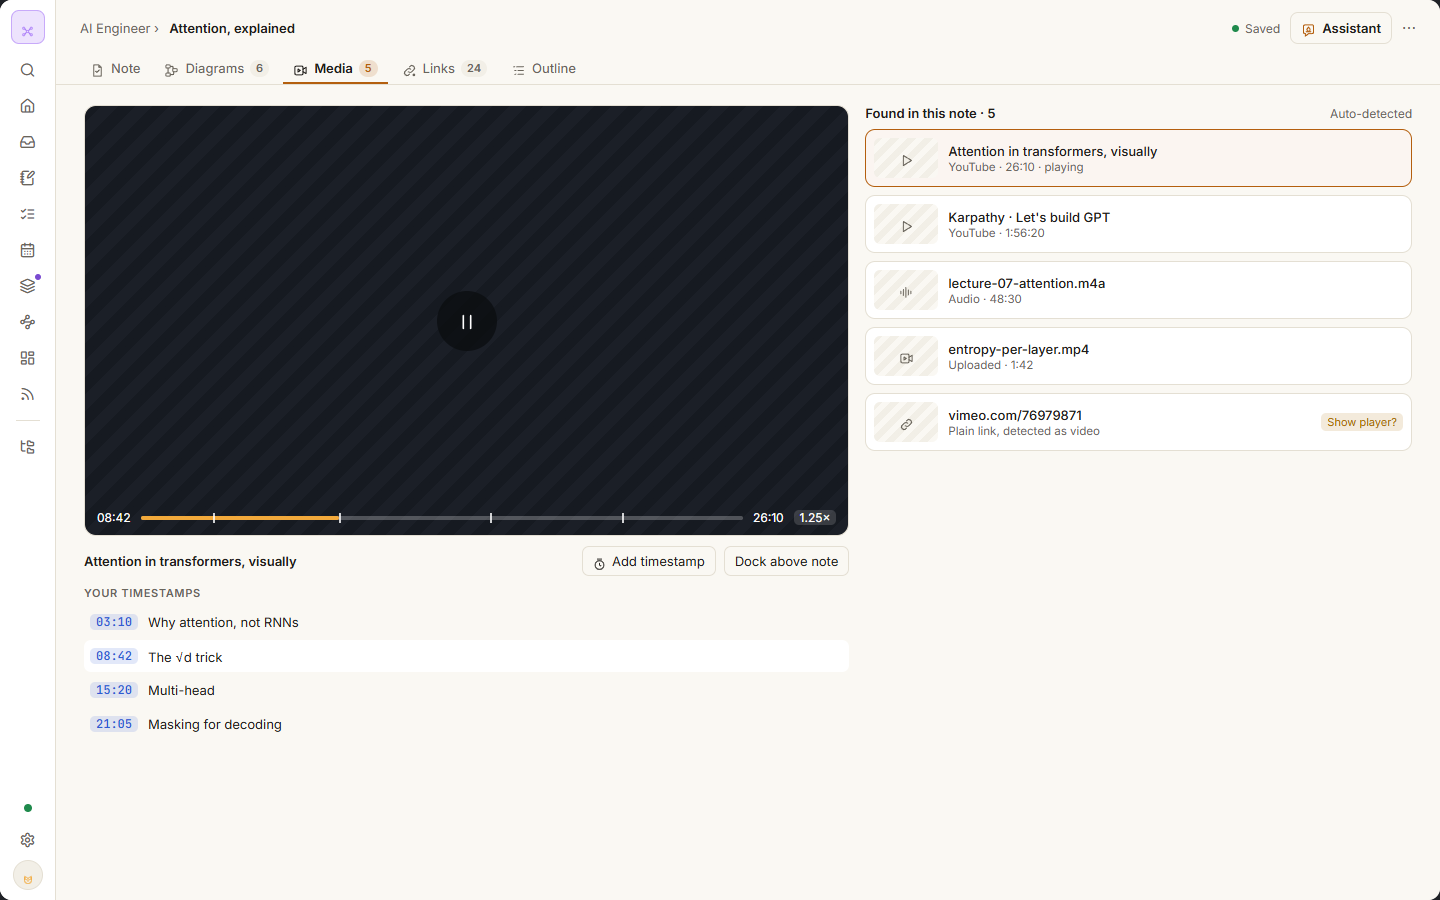 AI Engineer › Attention, explained
Saved
Assistant
Note
Diagrams 6
Media 5
Links 24
Outline
08:42
26:10
1.25×
Attention in transformers, visually
Add timestamp
Dock above note
YOUR TIMESTAMPS
03:10 Why attention, not RNNs
08:42 The √d trick
15:20 Multi-head
21:05 Masking for decoding
Found in this note · 5
Auto-detected
Attention in transformers, visually
YouTube · 26:10 · playing
Karpathy · Let's build GPT
YouTube · 1:56:20
lecture-07-attention.m4a
Audio · 48:30
entropy-per-layer.mp4
Uploaded · 1:42
vimeo.com/76979871
Plain link, detected as video
Show player?